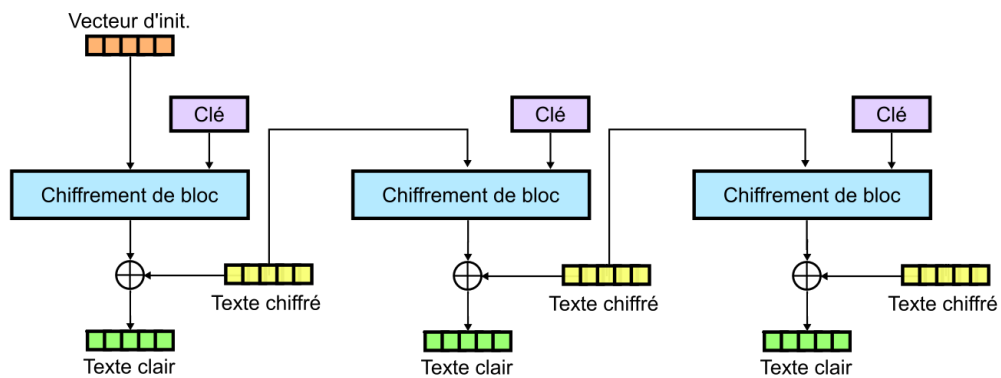 Vecteur d'init.
Clé
Clé
Clé
Chiffrement de bloc
Chiffrement de bloc
Chiffrement de bloc
Texte chiffré
Texte chiffré
Texte chiffré
Texte clair
Texte clair
Texte clair